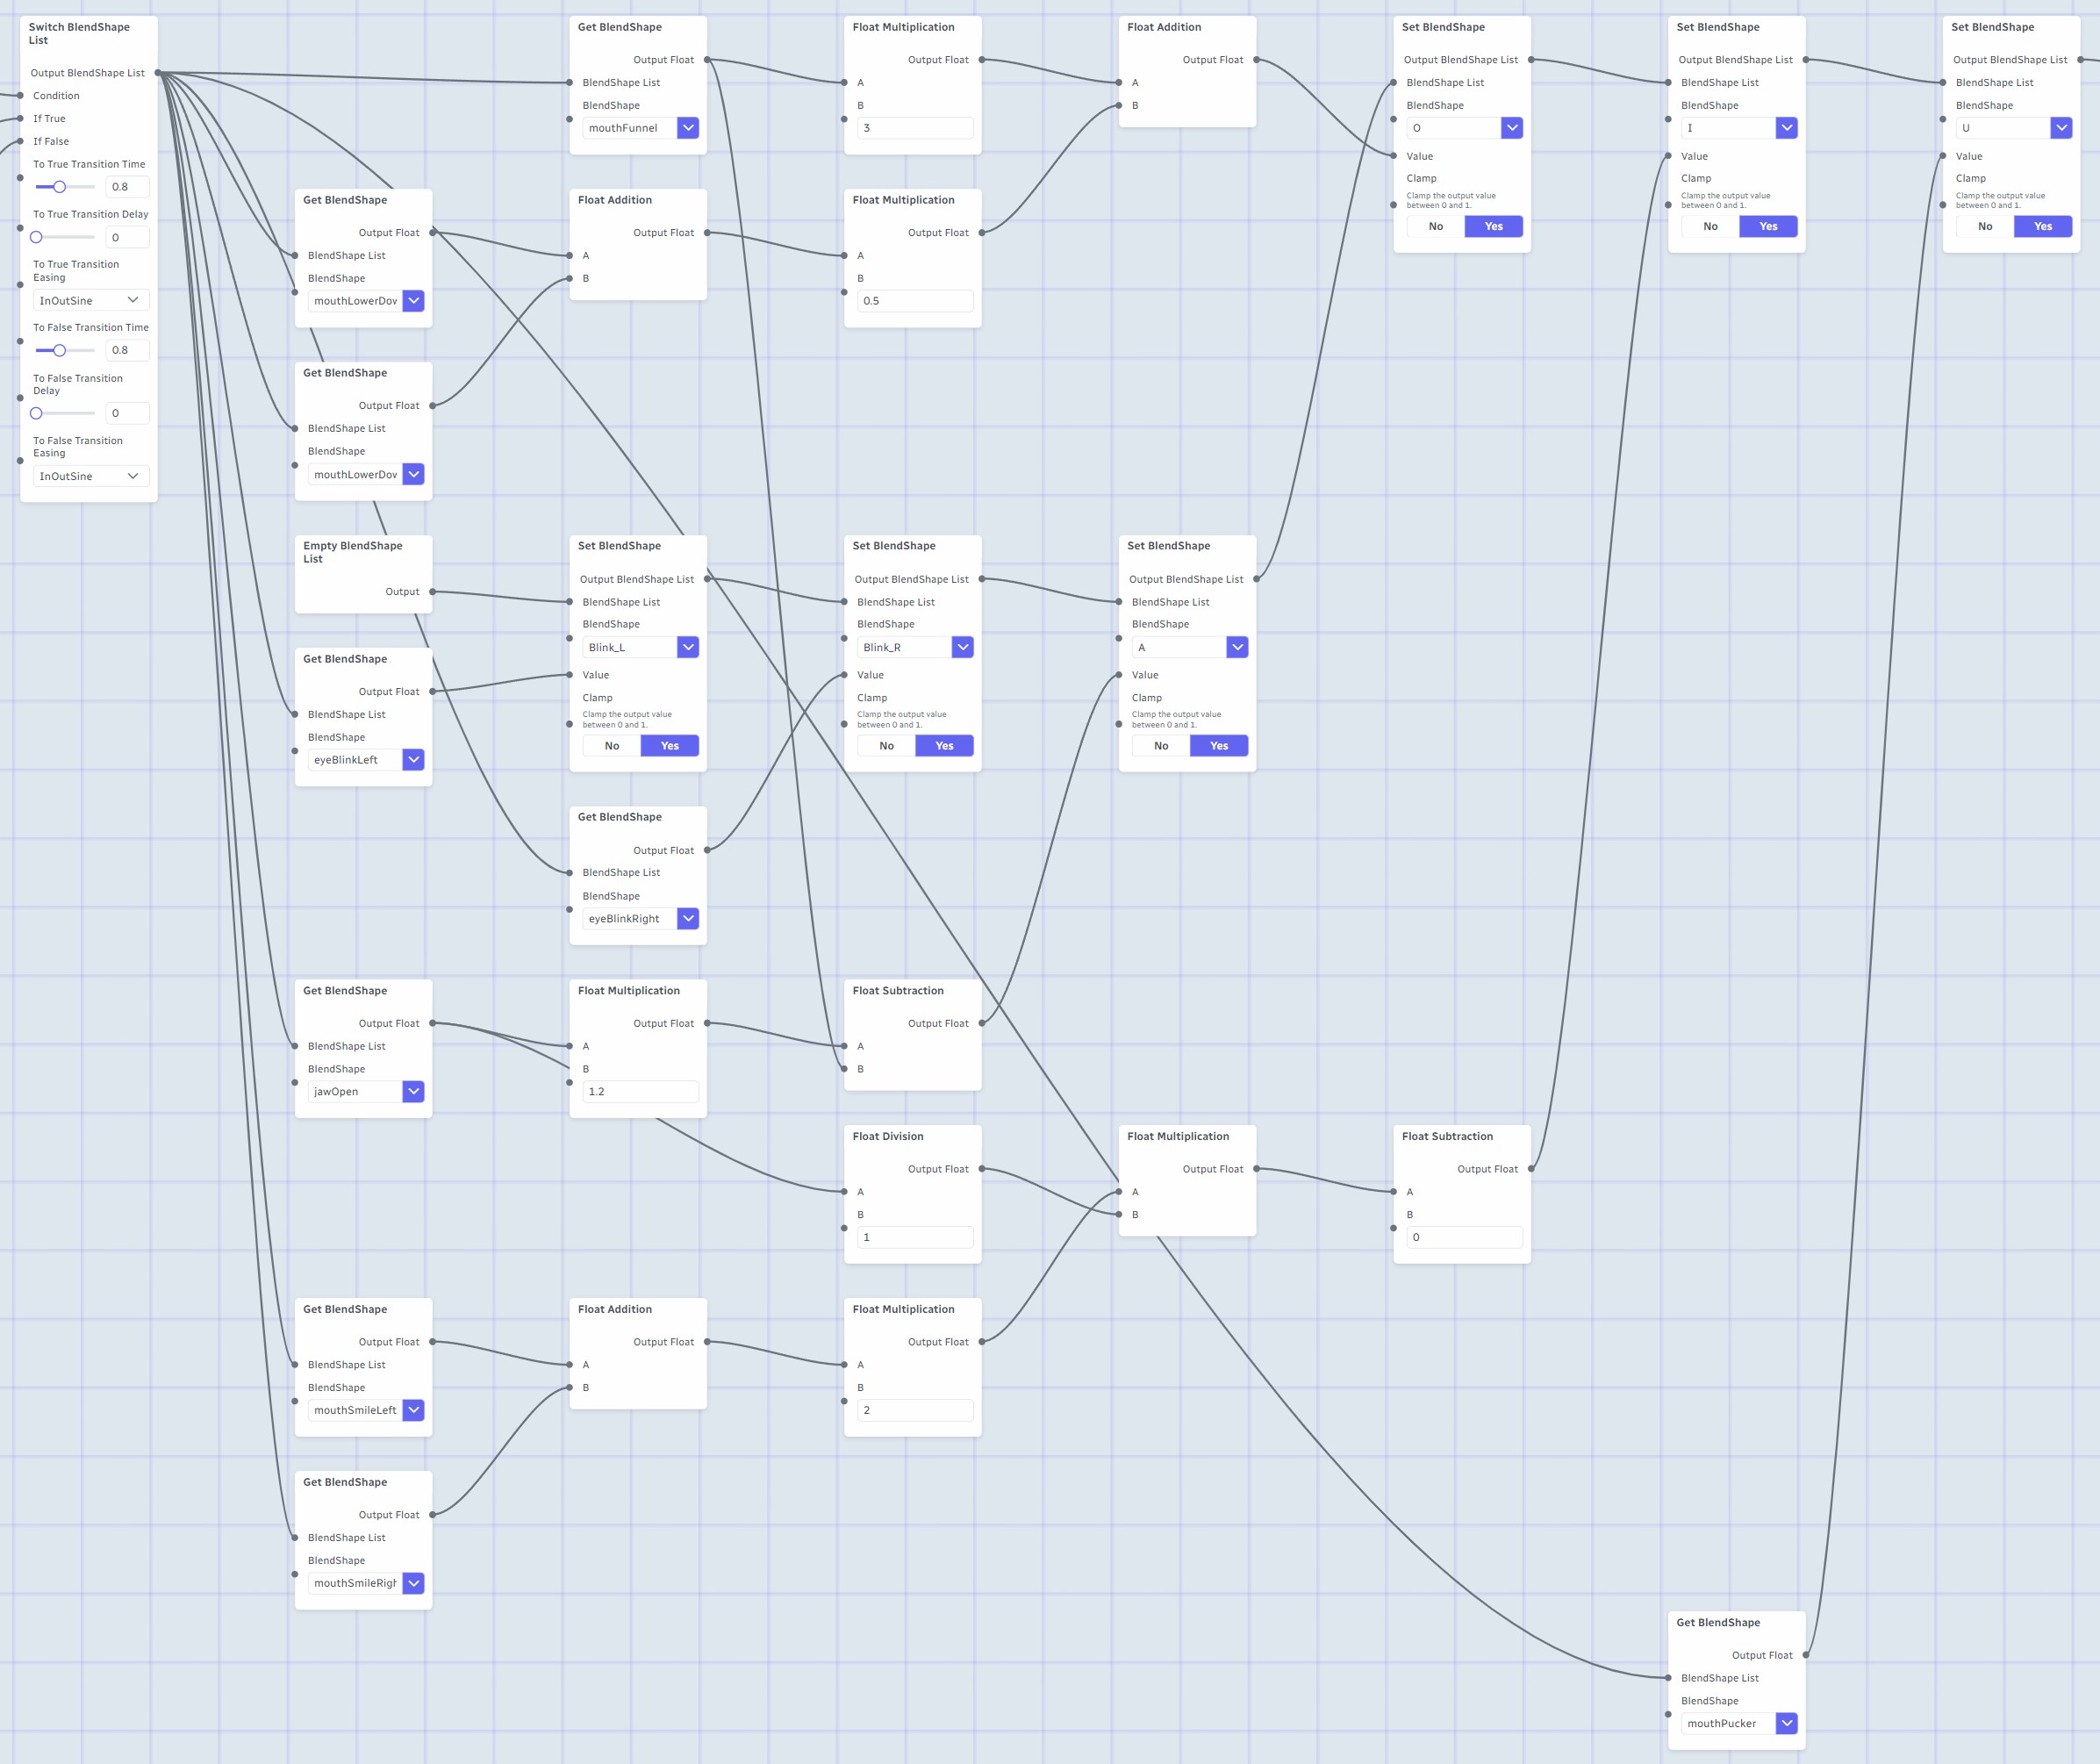 Switch BlendShape
List
Output BlendShape List
Condition
If True
If False
To True Transition Time
0.8
To True Transition Delay
0
To True Transition
Easing
InOutSine
To False Transition Time
0.8
To False Transition
Delay
0
To False Transition
Easing
InOutSine
Get BlendShape
Output Float
BlendShape List
BlendShape
mouthFunnel
Float Multiplication
Output Float
A
B
3
Float Addition
Output Float
A
B
Set BlendShape
Output BlendShape List
BlendShape List
BlendShape
O
Value
Clamp
Clamp the output value
between 0 and 1.
No Yes
Set BlendShape
Output BlendShape List
BlendShape List
BlendShape
I
Value
Clamp
Clamp the output value
between 0 and 1.
No Yes
Set BlendShape
Output BlendShape List
BlendShape List
BlendShape
U
Value
Clamp
Clamp the output value
between 0 and 1.
No Yes
Get BlendShape
Output Float
BlendShape List
BlendShape
mouthLowerDov
Float Addition
Output Float
A
B
Float Multiplication
Output Float
A
B
0.5
Get BlendShape
Output Float
BlendShape List
BlendShape
mouthLowerDov
Empty BlendShape
List
Output
Set BlendShape
Output BlendShape List
BlendShape List
BlendShape
Blink_L
Value
Clamp
Clamp the output value
between 0 and 1.
No Yes
Set BlendShape
Output BlendShape List
BlendShape List
BlendShape
Blink_R
Value
Clamp
Clamp the output value
between 0 and 1.
No Yes
Set BlendShape
Output BlendShape List
BlendShape List
BlendShape
A
Value
Clamp
Clamp the output value
between 0 and 1.
No Yes
Get BlendShape
Output Float
BlendShape List
BlendShape
eyeBlinkLeft
Get BlendShape
Output Float
BlendShape List
BlendShape
eyeBlinkRight
Get BlendShape
Output Float
BlendShape List
BlendShape
jawOpen
Float Multiplication
Output Float
A
B
1.2
Float Subtraction
Output Float
A
B
Float Division
Output Float
A
B
1
Float Multiplication
Output Float
A
B
Float Subtraction
Output Float
A
B
0
Get BlendShape
Output Float
BlendShape List
BlendShape
mouthSmileLeft
Float Addition
Output Float
A
B
Float Multiplication
Output Float
A
B
2
Get BlendShape
Output Float
BlendShape List
BlendShape
mouthSmileRigh
Get BlendShape
Output Float
BlendShape List
BlendShape
mouthPucker